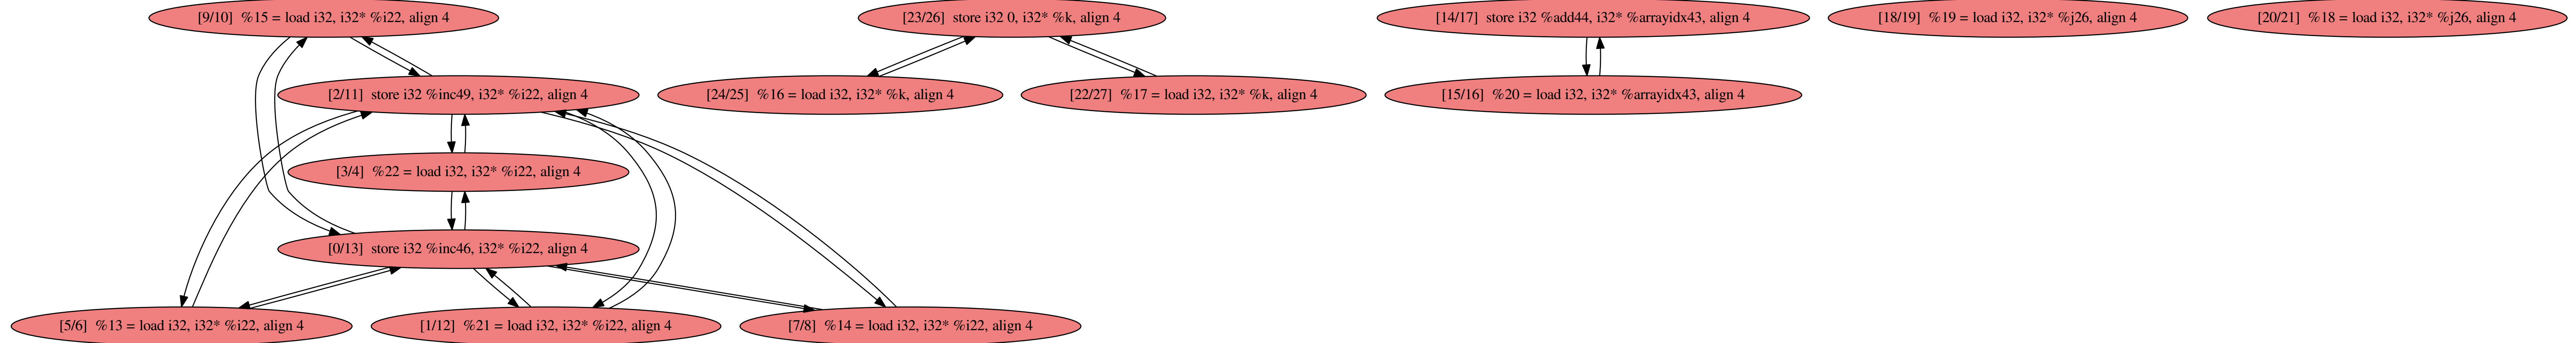 [9/10] %15 = load i32, i32* %i22, align 4
[23/26] store i32 0, i32* %k, align 4
[14/17] store i32 %add44, i32* %arrayidx43, align 4
[18/19] %19 = load i32, i32* %j26, align 4
[20/21] %18 = load i32, i32* %j26, align 4
[2/11] store i32 %inc49, i32* %i22, align 4
[24/25] %16 = load i32, i32* %k, align 4
[22/27] %17 = load i32, i32* %k, align 4
[15/16] %20 = load i32, i32* %arrayidx43, align 4
[3/4] %22 = load i32, i32* %i22, align 4
[0/13] store i32 %inc46, i32* %i22, align 4
[5/6] %13 = load i32, i32* %i22, align 4
[1/12] %21 = load i32, i32* %i22, align 4
[7/8] %14 = load i32, i32* %i22, align 4